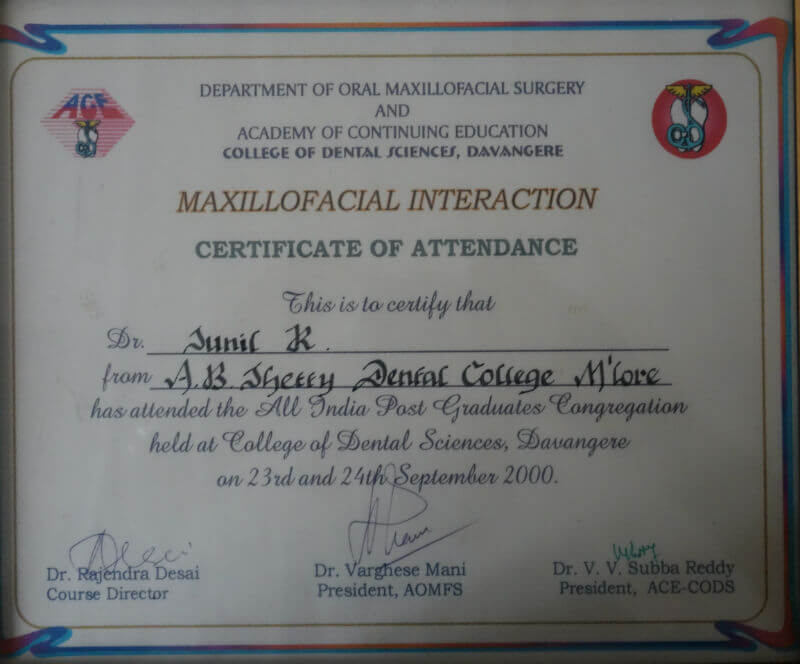 ACE
DEPARTMENT OF ORAL MAXILLOFACIAL SURGERY
AND
ACADEMY OF CONTINUING EDUCATION
COLLEGE OF DENTAL SCIENCES, DAVANGERE
MAXILLOFACIAL INTERACTION
CERTIFICATE OF ATTENDANCE
This is to certify that
Dr. Sunil K.
from A.B. Shetty Dental College M'lore
has attended the All India Post Graduates Congregation
held at College of Dental Sciences, Davangere
on 23rd and 24th September 2000.
Dr. Rajendra Desai
Course Director
Dr. Varghese Mani
President, AOMFS
Dr. V. V. Subba Reddy
President, ACE-CODS